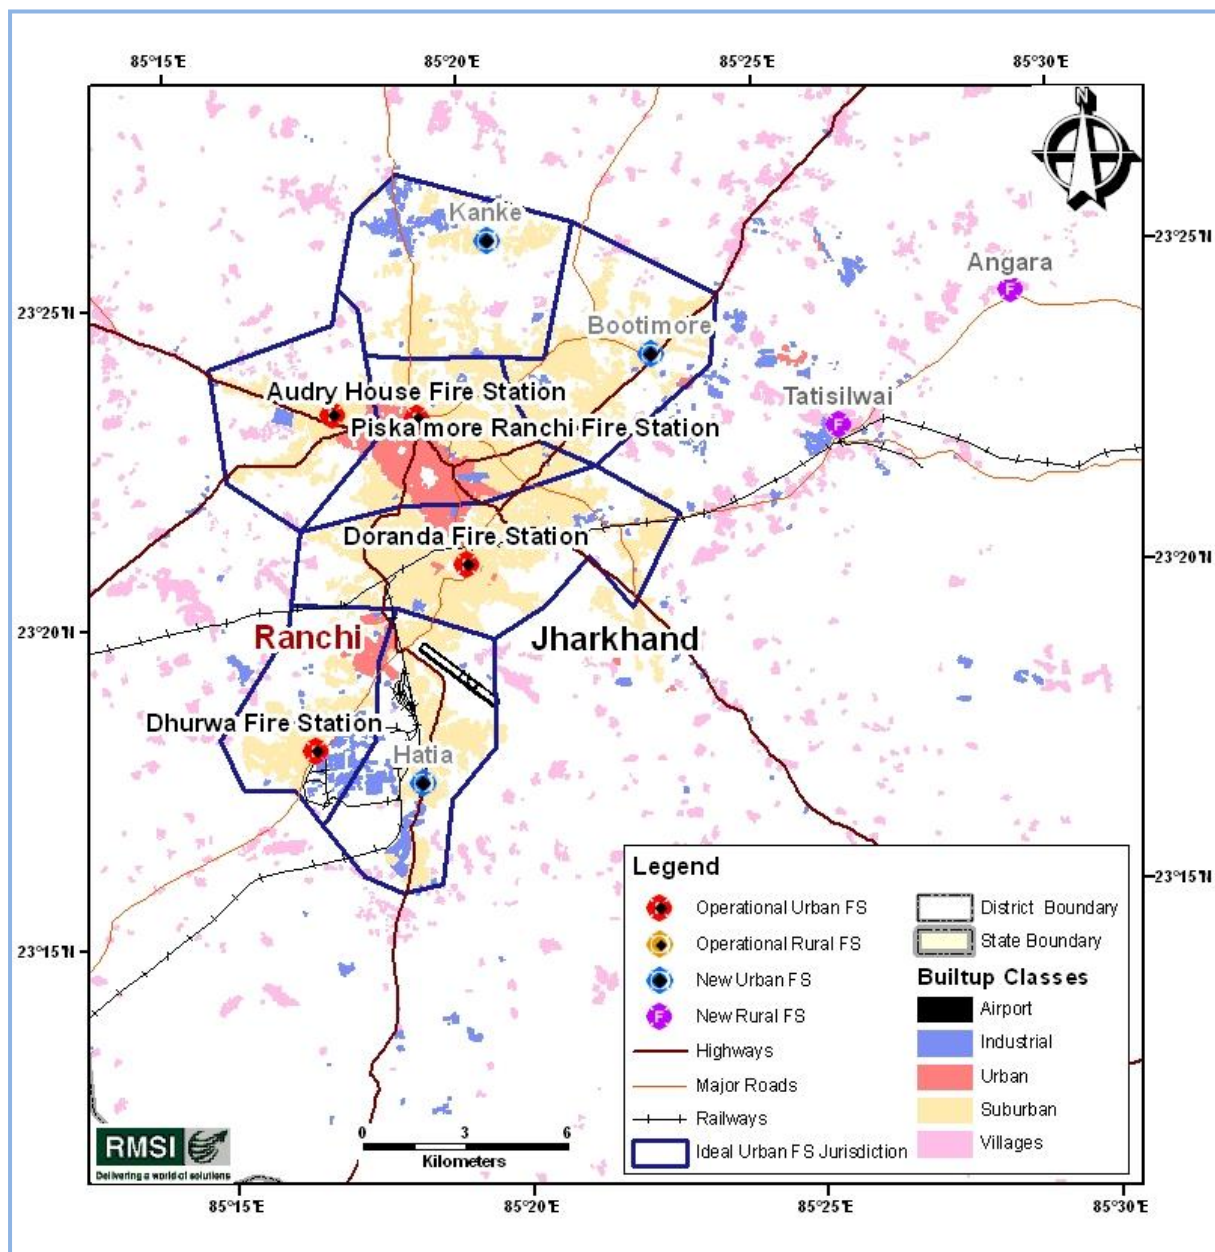 85°15'E 85°20'E 85°25'E 85°30'E
N
Kanke
23°25'N
Angara
23°25'N
Bootimore
Audry House Fire Station
Tatisilwai
Piska more Ranchi Fire Station
Doranda Fire Station
23°20'N
23°20'N
Ranchi
Jharkhand
Dhurwa Fire Station
Hatia
23°15'N
23°15'N
Legend
Operational Urban FS
Operational Rural FS
New Urban FS
F New Rural FS
Highways
Major Roads
Railways
Ideal Urban FS Jurisdiction
District Boundary
State Boundary
Builtup Classes
Airport
Industrial
Urban
Suburban
Villages
RMSI
Delivering a world of solutions
0 3 6
Kilometers
F
F
85°15'E 85°20'E 85°25'E 85°30'E